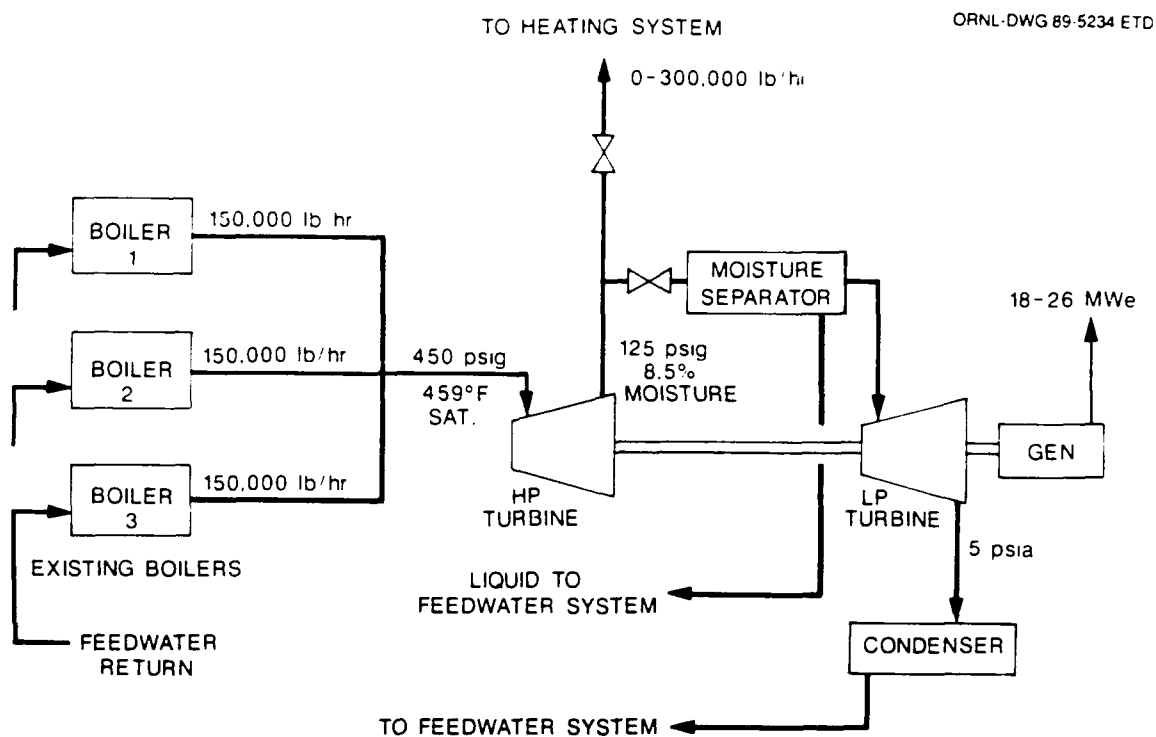 ORNL-DWG 89-5234 ETD
TO HEATING SYSTEM
0-300,000 lb/hr
BOILER
1
150,000 lb hr
BOILER
2
150,000 lb/hr
BOILER
3
150,000 lb/hr
EXISTING BOILERS
FEEDWATER
RETURN
450 psig
459°F
SAT.
HP
TURBINE
125 psig
8.5%
MOISTURE
MOISTURE
SEPARATOR
LP
TURBINE
18-26 MWe
GEN
5 psia
LIQUID TO
FEEDWATER SYSTEM
CONDENSER
TO FEEDWATER SYSTEM